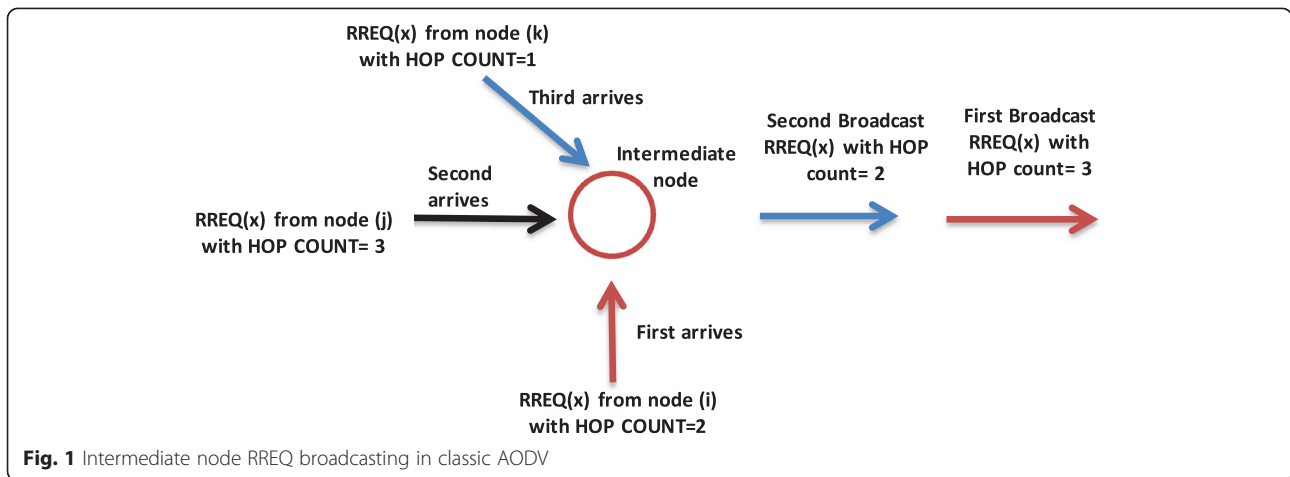 RREQ(x) from node (k)
with HOP COUNT=1
Third arrives
Intermediate
node
Second
arrives
RREQ(x) from node (j)
with HOP COUNT= 3
First arrives
RREQ(x) from node (i)
with HOP COUNT=2
Second Broadcast
RREQ(x) with HOP
count= 2
First Broadcast
RREQ(x) with
HOP count= 3
Fig. 1 Intermediate node RREQ broadcasting in classic AODV